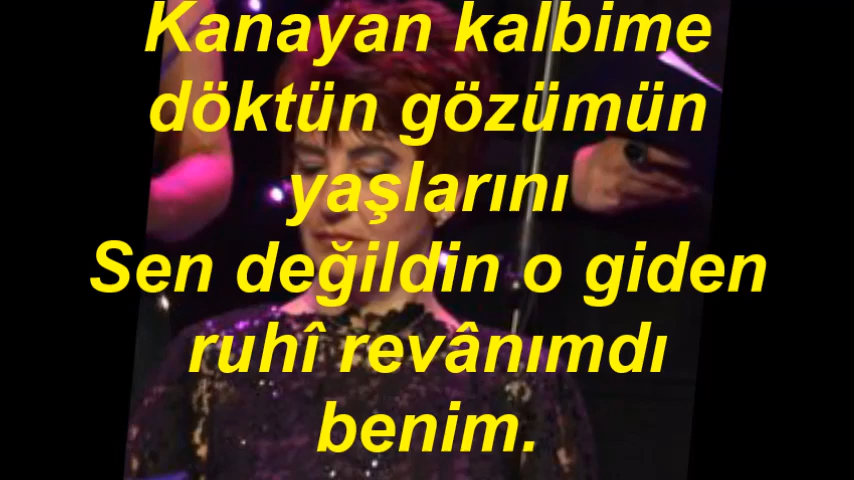 Kanayan kalbime
döktün gözümün
yaşlarını
Sen değildin o giden
ruhî revânımdı
benim.